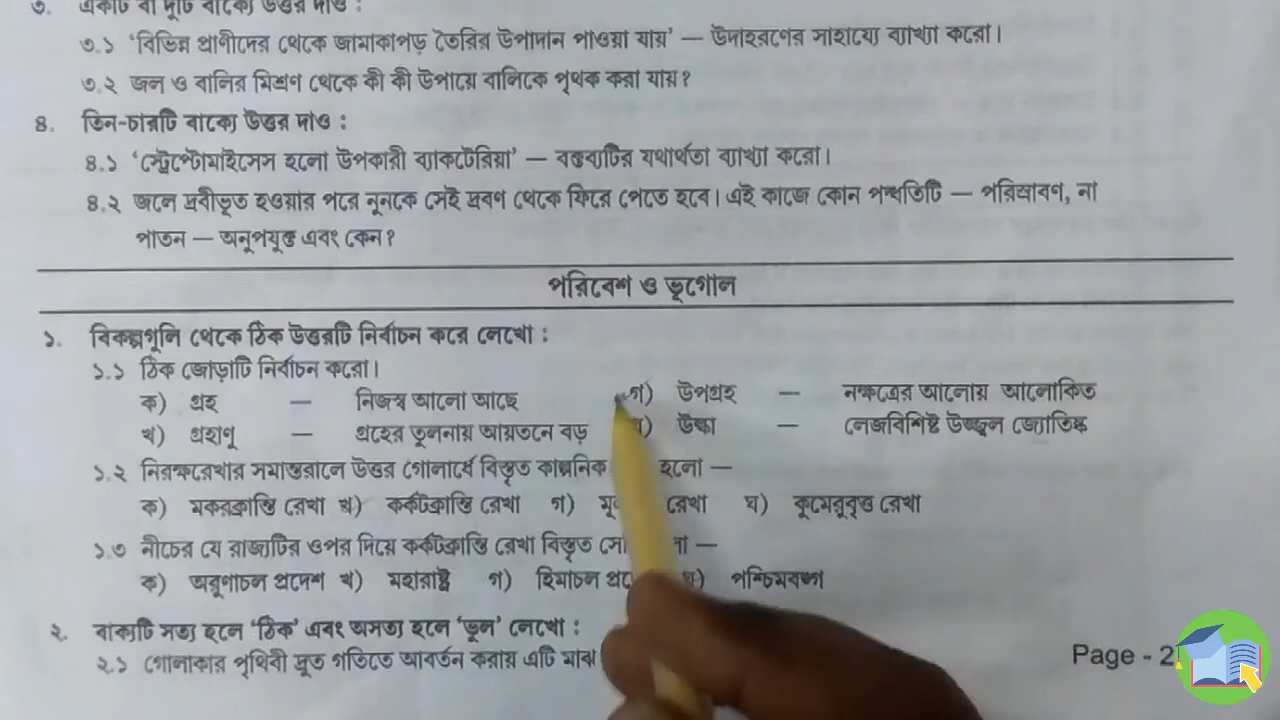 ৩. একটি বা দুটি বাক্যে উত্তর দাও :
৩.১ ‘বিভিন্ন প্রাণীদের থেকে জামাকাপড় তৈরির উপাদান পাওয়া যায়’ — উদাহরণের সাহায্যে ব্যাখ্যা করো।
৩.২ জল ও বালির মিশ্রণ থেকে কী কী উপায়ে বালিকে পৃথক করা যায়?
৪. তিন-চারটি বাক্যে উত্তর দাও :
৪.১ ‘স্ট্রেপ্টোমাইসেস হলো উপকারী ব্যাকটেরিয়া’ — বক্তব্যটির যথার্থতা ব্যাখ্যা করো।
৪.২ জলে দ্রবীভূত হওয়ার পরে নুনকে সেই দ্রবণ থেকে ফিরে পেতে হবে। এই কাজে কোন পদ্ধতিটি — পরিস্রাবণ, না
পাতন — অনুপযুক্ত এবং কেন?
পরিবেশ ও ভূগোল
১. বিকল্পগুলি থেকে ঠিক উত্তরটি নির্বাচন করে লেখো :
১.১ ঠিক জোড়াটি নির্বাচন করো।
ক) গ্রহ — নিজস্ব আলো আছে গ) উপগ্রহ — নক্ষত্রের আলোয় আলোকিত
খ) গ্রহাণু — গ্রহের তুলনায় আয়তনে বড় উল্কা — লেজবিশিষ্ট উজ্জ্বল জ্যোতিষ্ক
১.২ নিরক্ষরেখার সমান্তরালে উত্তর গোলার্ধে বিস্তৃত কাল্পনিক হলো —
ক) মকরক্রান্তি রেখা খ) কর্কটক্রান্তি রেখা গ) রেখা ঘ) কুমেরুবৃত্ত রেখা
১.৩ নীচের যে রাজ্যটির ওপর দিয়ে কর্কটক্রান্তি রেখা বিস্তৃত —
ক) অরুণাচল প্রদেশ খ) মহারাষ্ট্র গ) হিমাচল পশ্চিমবঙ্গ
২. বাক্যটি সত্য হলে ‘ঠিক’ এবং অসত্য হলে ‘ভুল’ লেখো :
২.১ গোলাকার পৃথিবী দ্রুত গতিতে আবর্তন করায় এটি মাঝ
Page - 2